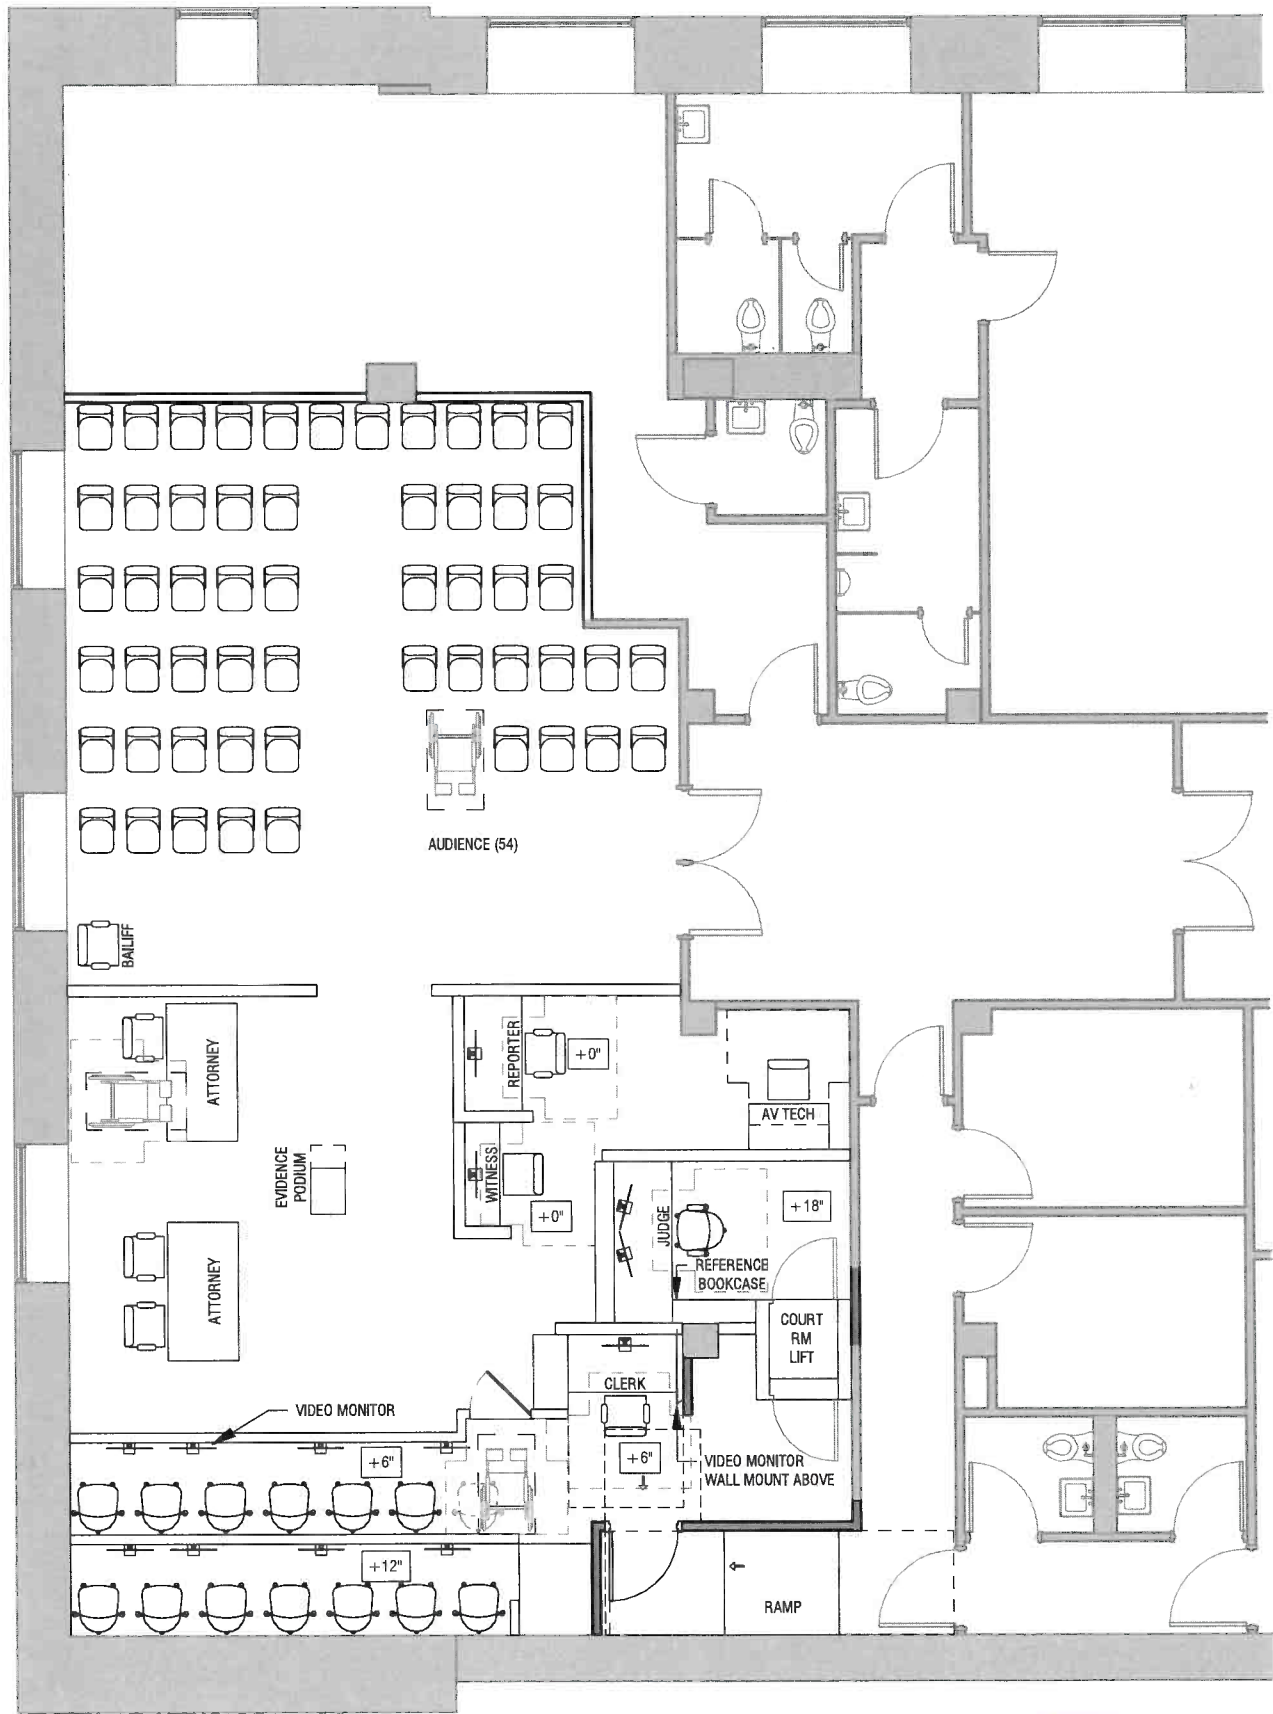 AUDIENCE (54)
BAILIFF
ATTORNEY
REPORTER
+0"
AV TECH
EVIDENCE
PODIUM
WITNESS
+0"
JUDGE
+18"
REFERENCE
BOOKCASE
ATTORNEY
COURT
RM
LIFT
CLERK
VIDEO MONITOR
+6"
+6"
VIDEO MONITOR
WALL MOUNT ABOVE
+12"
RAMP